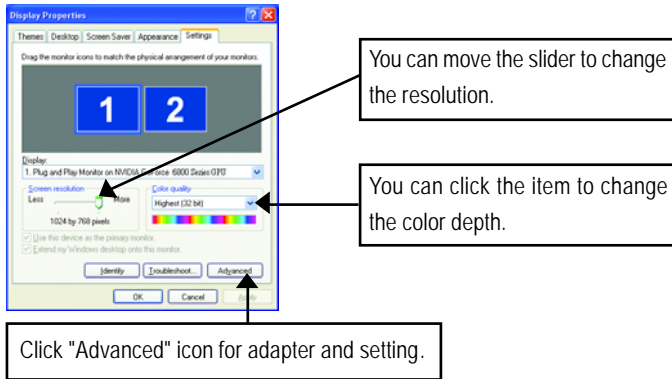 Display Properties
Themes Desktop Screen Saver Appearance Settings
Drag the monitor icons to match the physical arrangement of your monitors.
1 2
Display:
1. Plug and Play Monitor on NVIDIA GeForce 6800 Series GPU
Screen resolution
Less More
1024 by 768 pixels
Color quality
Highest (32 bit)
Use this device as the primary monitor.
Extend my Windows desktop onto this monitor.
Identify Troubleshoot... Advanced
OK Cancel Apply
You can move the slider to change
the resolution.
You can click the item to change
the color depth.
Click "Advanced" icon for adapter and setting.